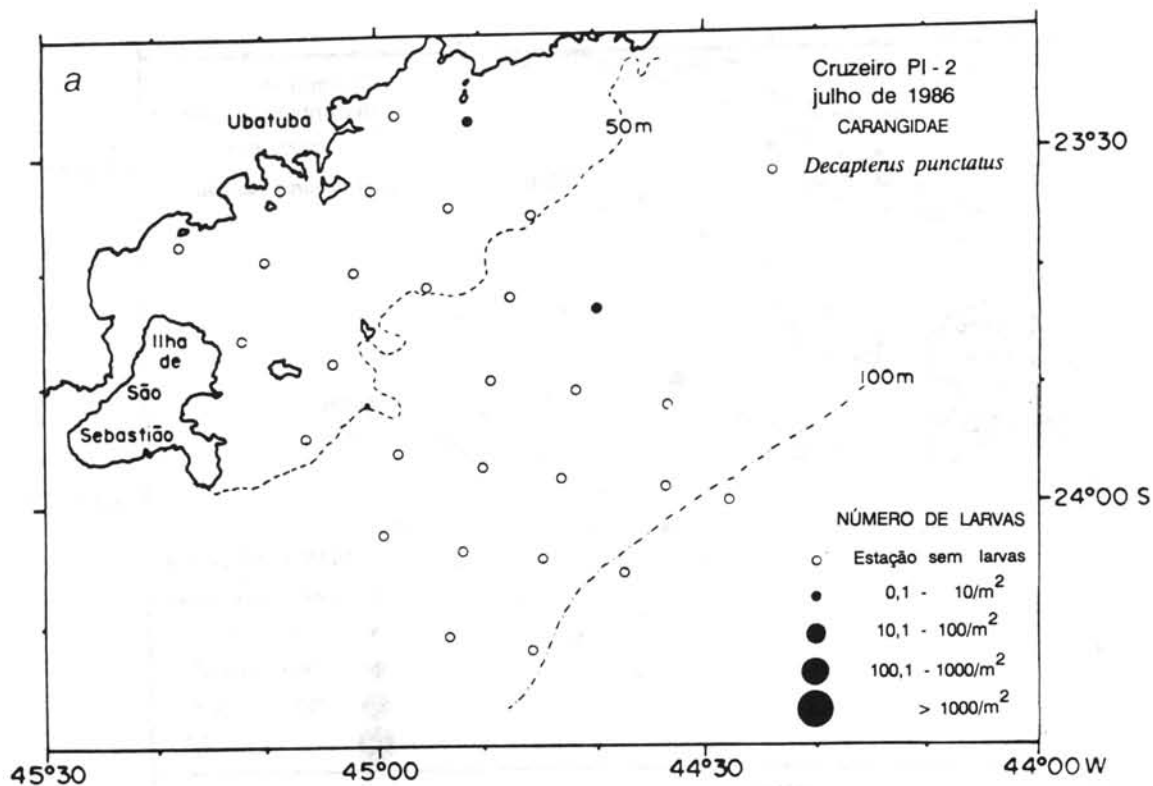 a
Cruzeiro PI - 2
julho de 1986
CARANGIDAE
Decapterus punctatus
Ubatuba
50m
23°30
Ilha
de
São
Sebastião
100m
24°00 S
NÚMERO DE LARVAS
Estação sem larvas
0,1 - 10/m²
10,1 - 100/m²
100,1 - 1000/m²
> 1000/m²
45°30
45°00
44°30
44°00 W